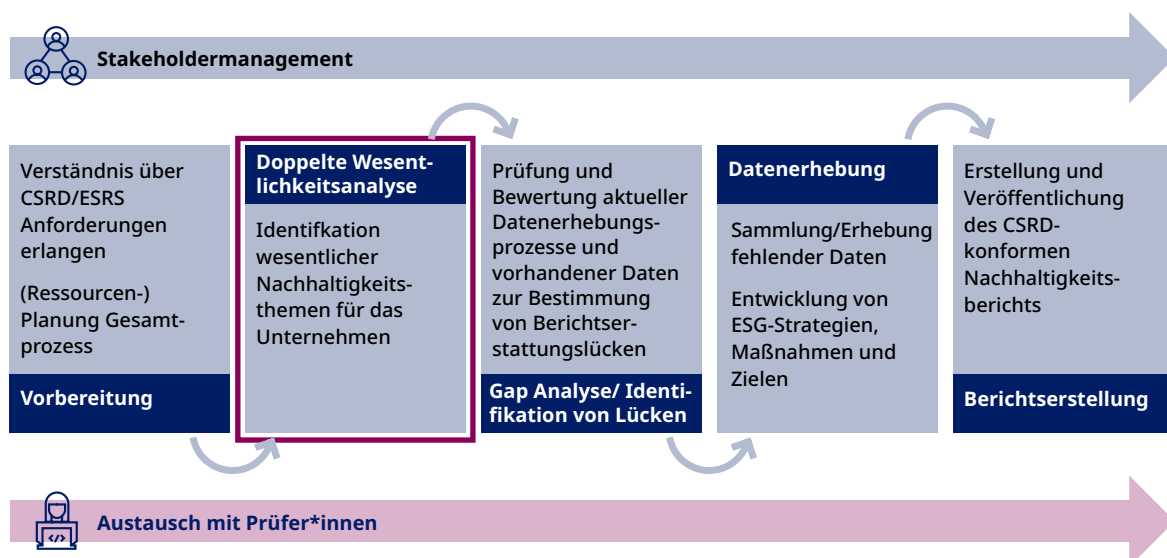 Stakeholdermanagement
Verständnis über
CSRD/ESRS
Anforderungen
erlangen
(Ressourcen-)
Planung Gesamt-
prozess
Vorbereitung
Doppelte Wesent-
lichkeitsanalyse
Identifkation
wesentlicher
Nachhaltigkeits-
themen für das
Unternehmen
Prüfung und
Bewertung aktueller
Datenerhebungs-
prozesse und
vorhandener Daten
zur Bestimmung
von Berichtser-
stattungslücken
Gap Analyse/ Identi-
fikation von Lücken
Datenerhebung
Sammlung/Erhebung
fehlender Daten
Entwicklung von
ESG-Strategien,
Maßnahmen und
Zielen
Erstellung und
Veröffentlichung
des CSRD-
konformen
Nachhaltigkeits-
berichts
Berichtserstellung
</> 
Austausch mit Prüfer*innen